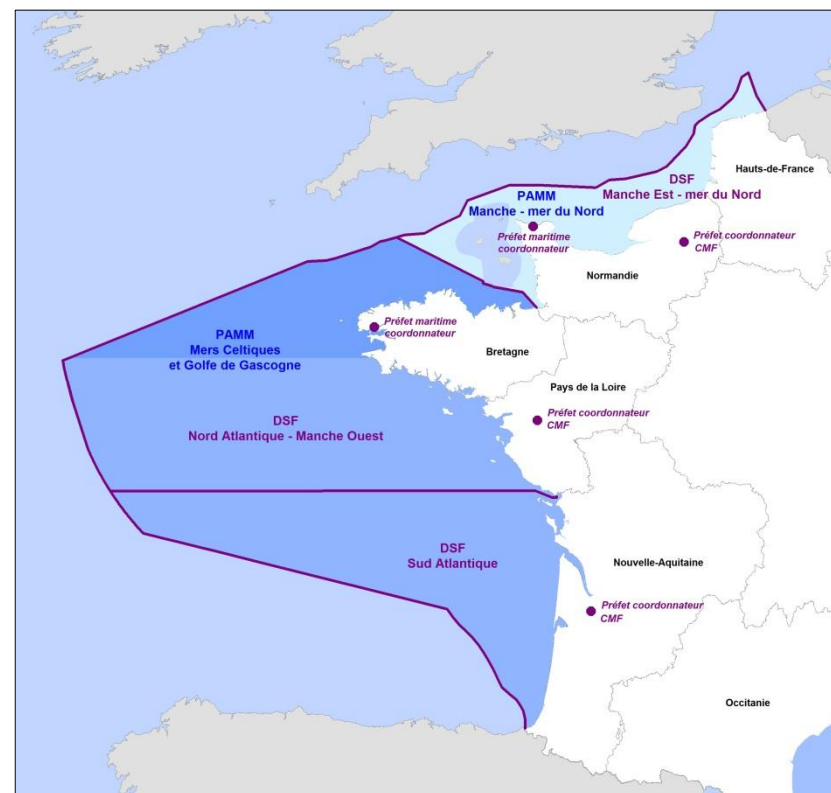 Hauts-de-France
DSF
Manche Est - mer du Nord
PAMM
Manche - mer du Nord
Préfet maritime
coordonnateur
Préfet coordonnateur
CMF
Normandie
Préfet maritime
coordonnateur
PAMM
Mers Celtiques
et Golfe de Gascogne
Bretagne
Pays de la Loire
DSF
Nord Atlantique - Manche Ouest
Préfet coordonnateur
CMF
DSF
Sud Atlantique
Nouvelle-Aquitaine
Préfet coordonnateur
CMF
Occitanie